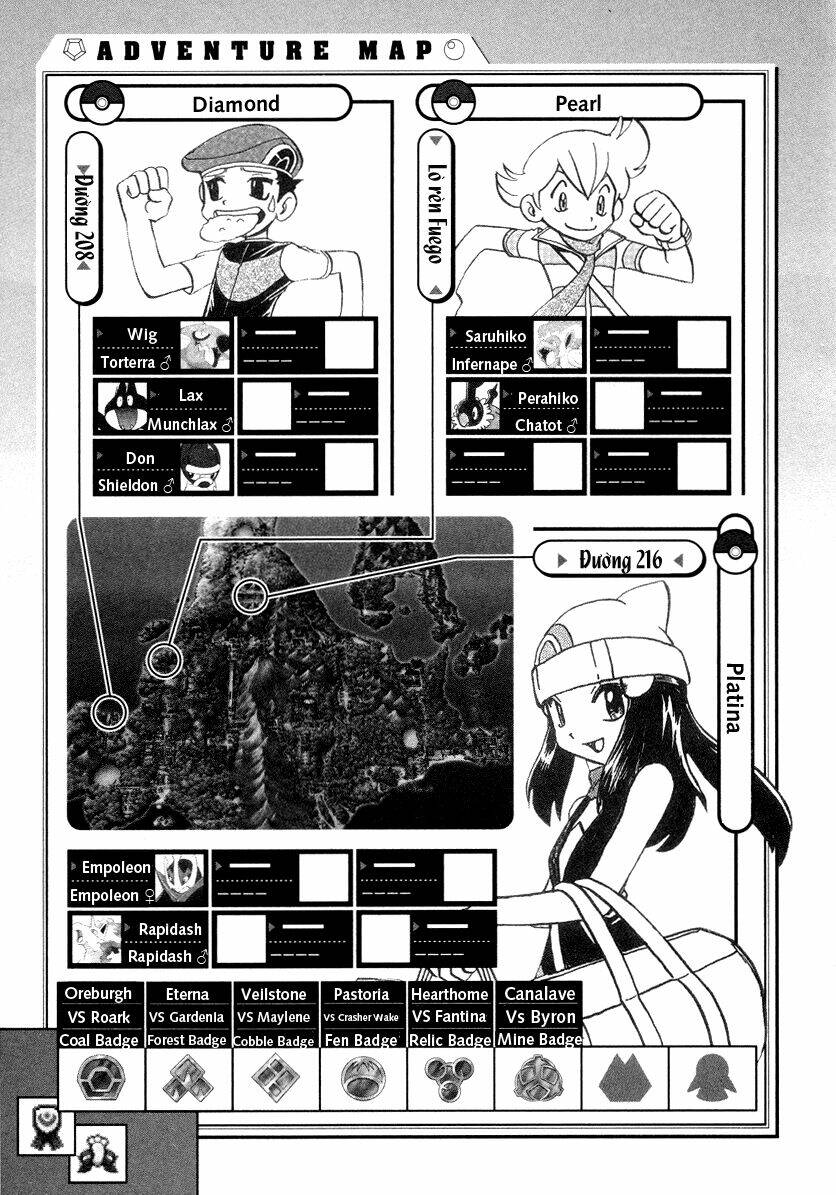 ADVENTURE MAP
Diamond
Pearl
Đường 208
Lò rèn Fuego
Wig
Torterra ♂
Lax
Munchlax ♂
Don
Shieldon ♂
Saruhiko
Infernape ♂
Perahiko
Chatot ♂
Đường 216
Platina
Empoleon
Empoleon ♀
Rapidash
Rapidash ♂
Oreburgh
VS Roark
Coal Badge
Eterna
VS Gardenia
Forest Badge
Veilstone
VS Maylene
Cobble Badge
Pastoria
VS Crasher Wake
Fen Badge
Hearthome
VS Fantina
Relic Badge
Canalave
Vs Byron
Mine Badge